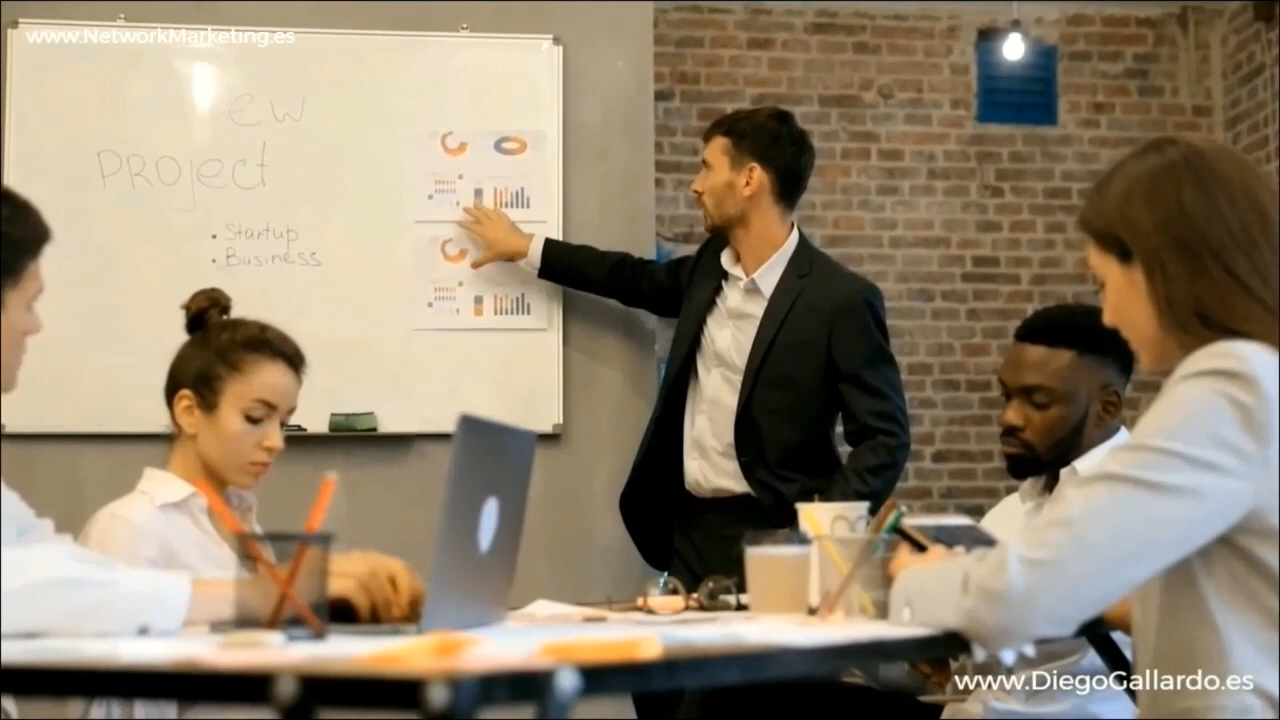 www.NetworkMarketing.es
ew
PROJECT
• Startup
• Business
www.DiegoGallardo.es